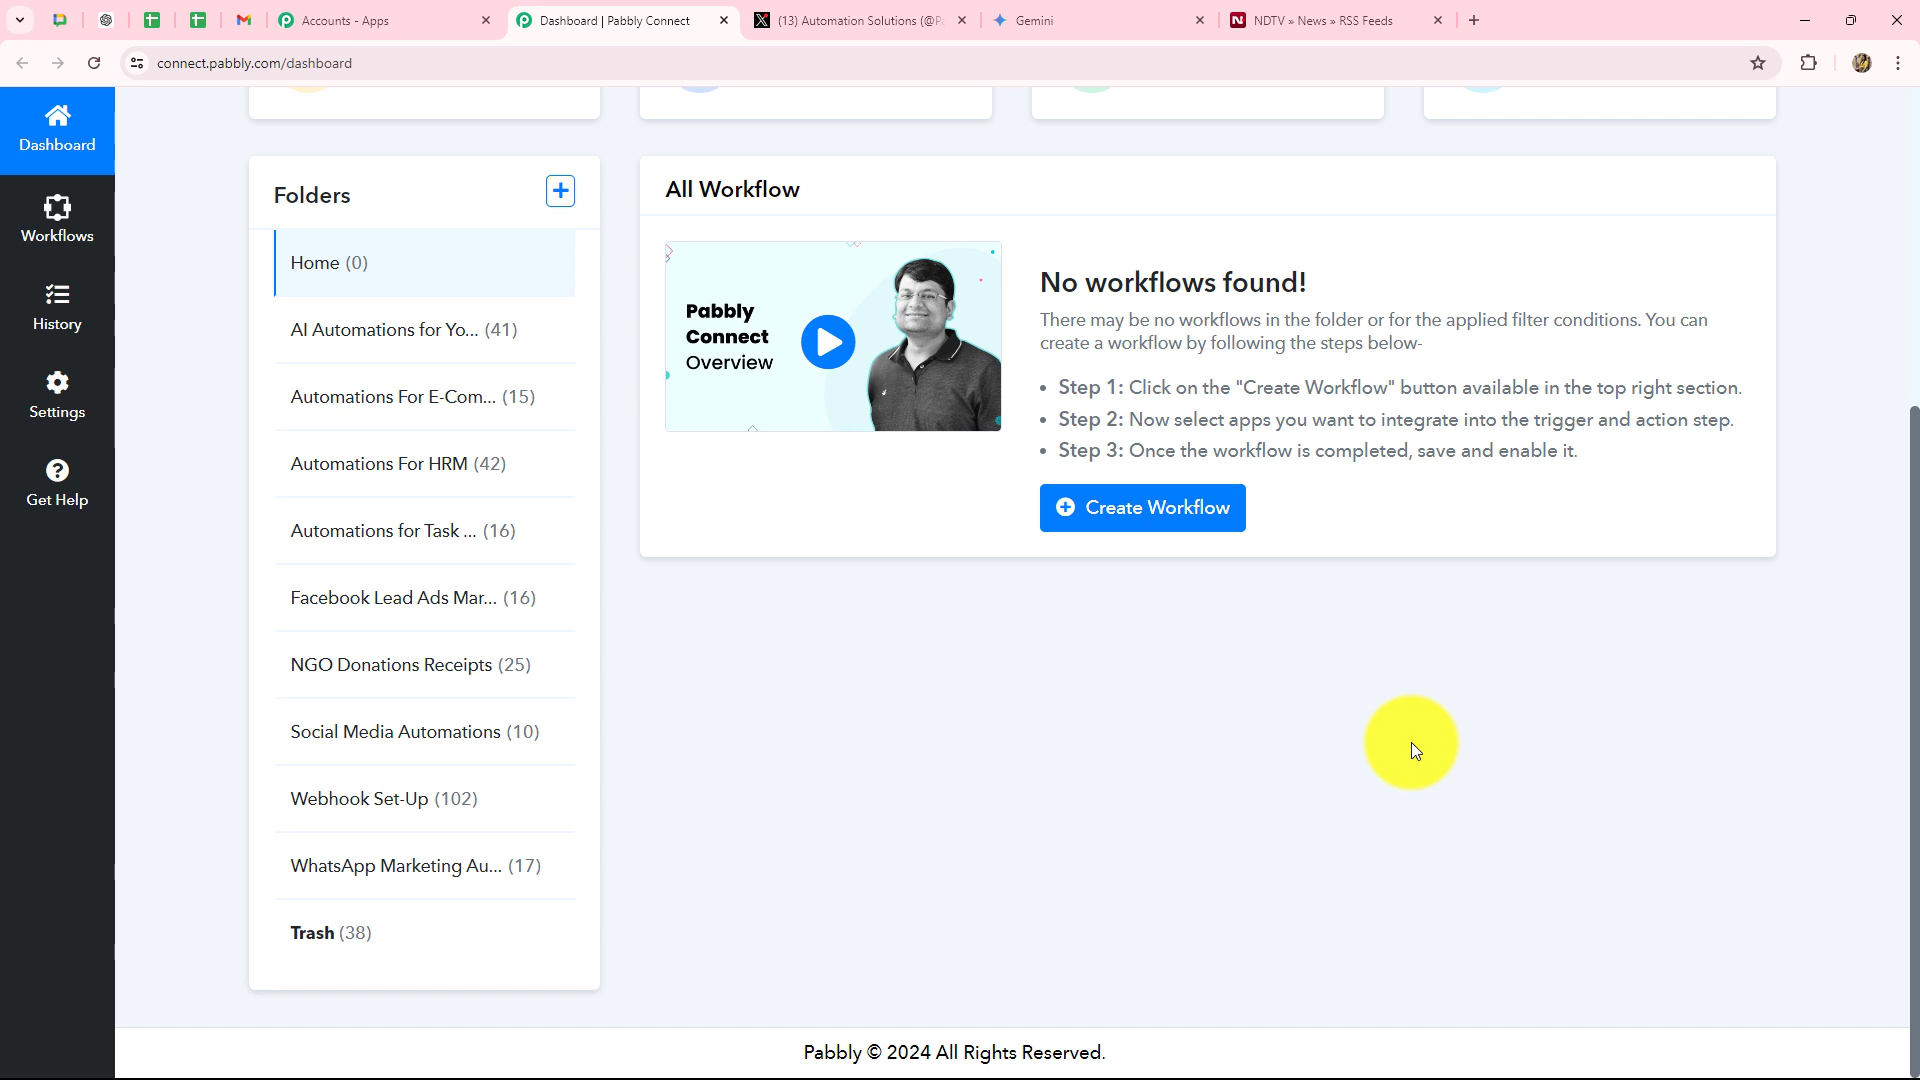 Accounts - Apps
Dashboard | Pabbly Connect
(13) Automation Solutions (@P
Gemini
NDTV » News » RSS Feeds
connect.pabbly.com/dashboard
Dashboard
Workflows
History
Settings
Get Help
Folders
Home (0)
AI Automations for Yo... (41)
Automations For E-Com... (15)
Automations For HRM (42)
Automations for Task ... (16)
Facebook Lead Ads Mar... (16)
NGO Donations Receipts (25)
Social Media Automations (10)
Webhook Set-Up (102)
WhatsApp Marketing Au... (17)
Trash (38)
All Workflow
Pabbly
Connect
Overview
No workflows found!
There may be no workflows in the folder or for the applied filter conditions. You can
create a workflow by following the steps below-
• Step 1: Click on the "Create Workflow" button available in the top right section.
• Step 2: Now select apps you want to integrate into the trigger and action step.
• Step 3: Once the workflow is completed, save and enable it.
Create Workflow
Pabbly © 2024 All Rights Reserved.